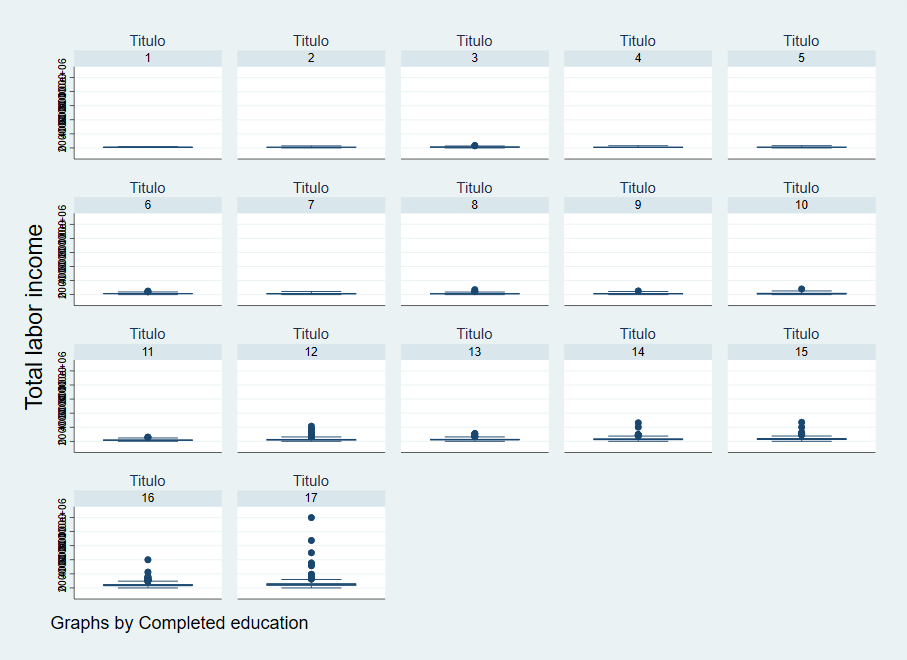 Titulo Titulo Titulo Titulo Titulo
1 2 3 4 5
Titulo Titulo Titulo Titulo Titulo
6 7 8 9 10
Total labor income
Titulo Titulo Titulo Titulo Titulo
11 12 13 14 15
Titulo Titulo
16 17
Graphs by Completed education